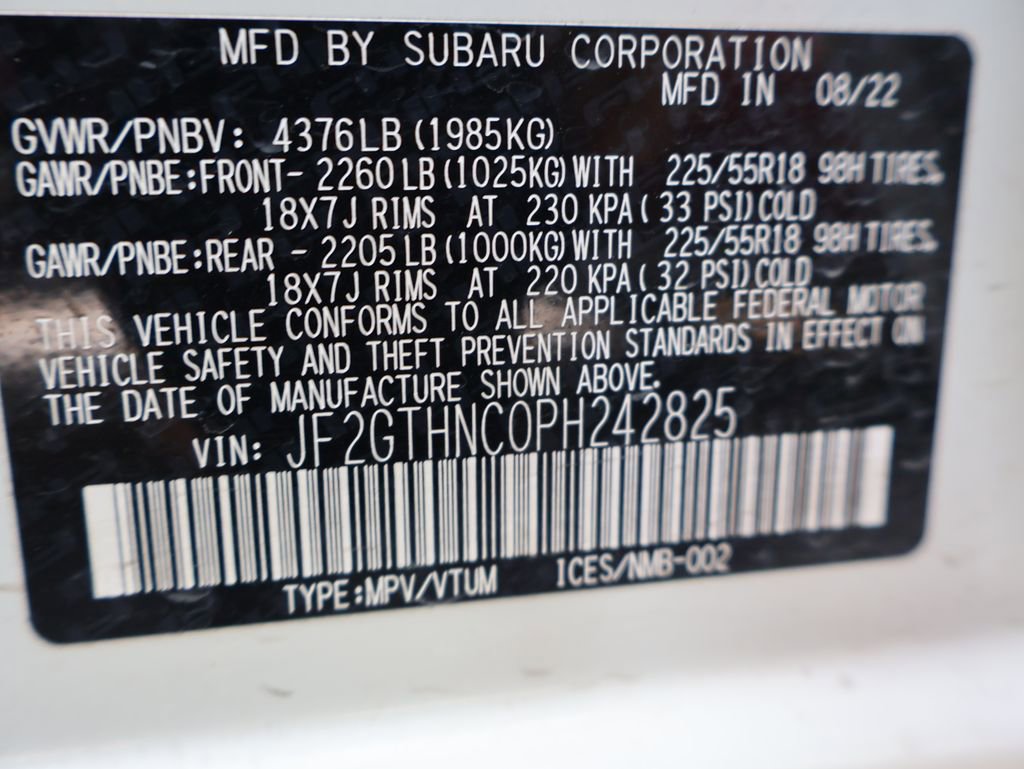 MFD BY SUBARU CORPORATION
MFD IN 08/22
GVWR/PNBV: 4376LB (1985KG)
GAWR/PNBE:FRONT- 2260LB (1025KG)WITH 225/55R18 98H TIRES,
18X7J RIMS AT 230 KPA( 33 PSI)COLD
GAWR/PNBE:REAR - 2205LB (1000KG)WITH 225/55R18 98H TIRES,
18X7J RIMS AT 220 KPA( 32 PSI)COLD
THIS VEHICLE CONFORMS TO ALL APPLICABLE FEDERAL MOTOR
VEHICLE SAFETY AND THEFT PREVENTION STANDARDS IN EFFECT ON
THE DATE OF MANUFACTURE SHOWN ABOVE.
VIN: JF2GTHNC0PH242825
TYPE:MPV/VTUM ICES/NMB-002